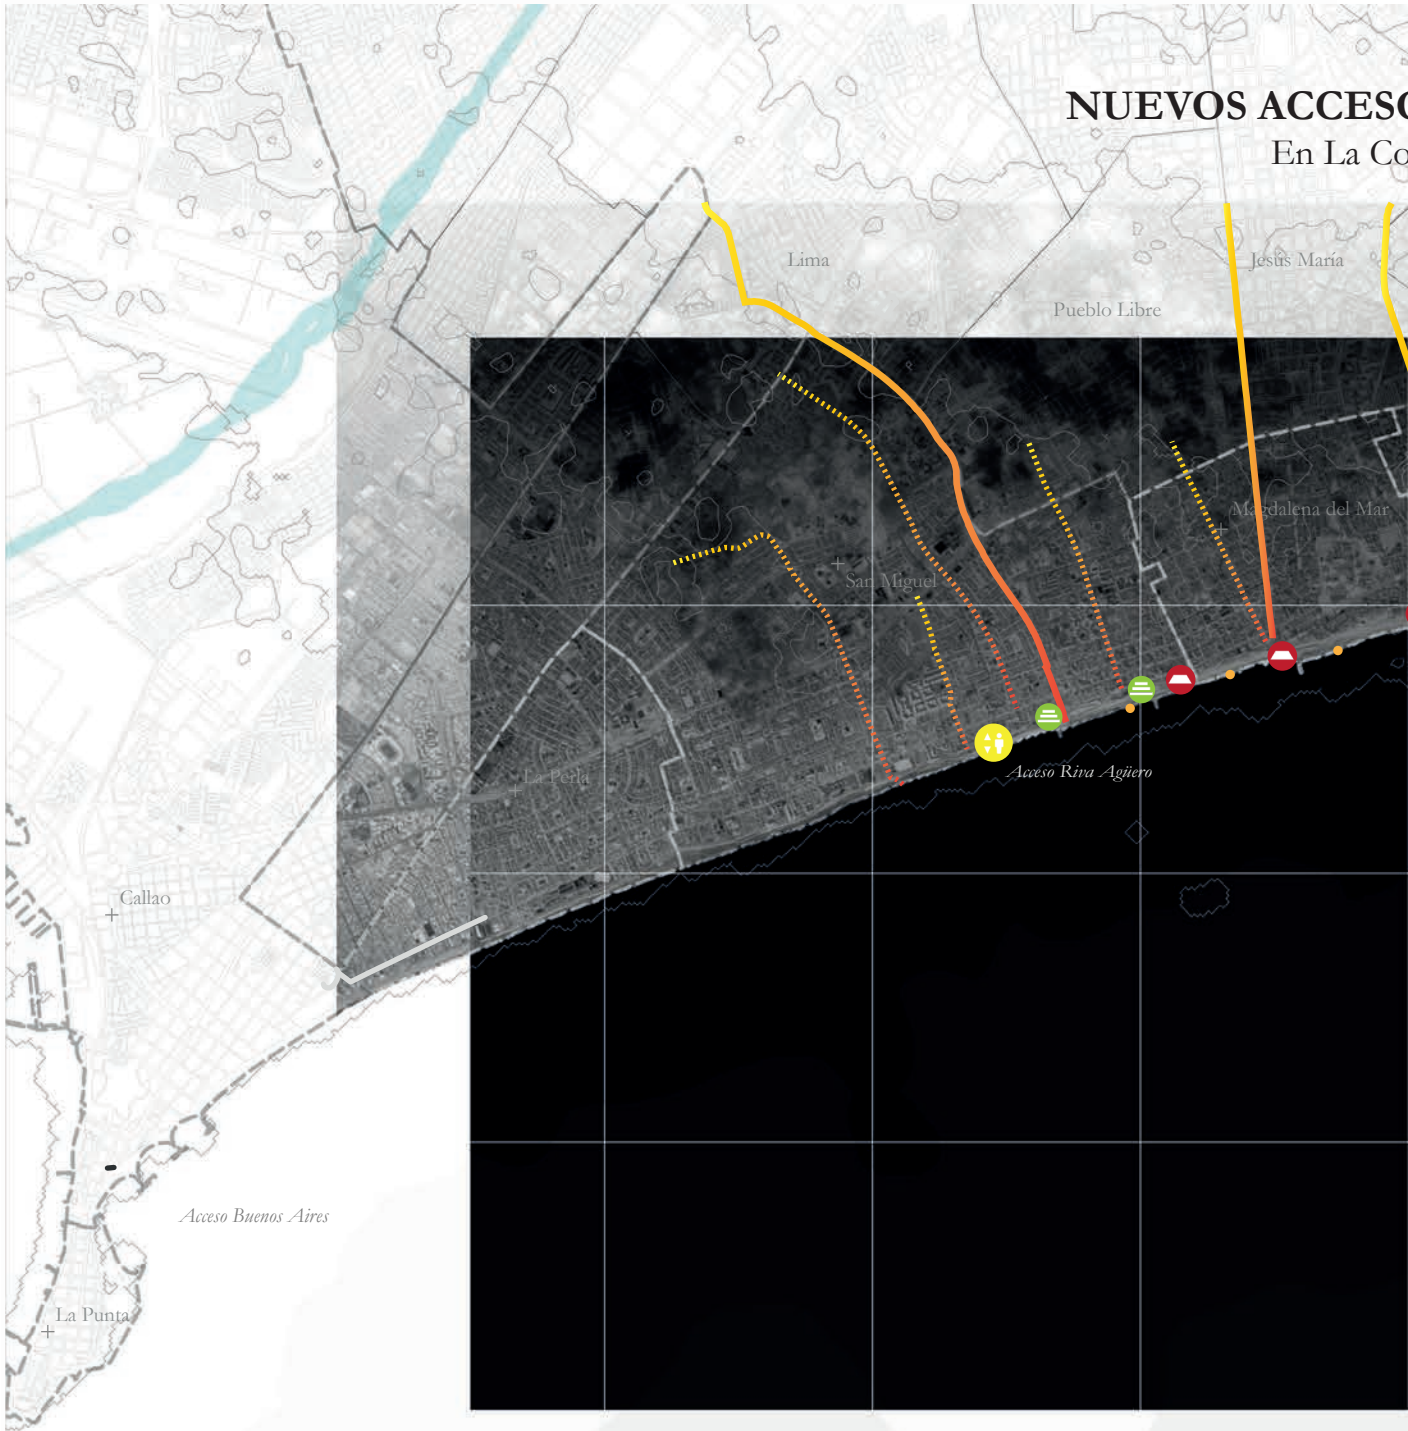 NUEVOS ACCESO
En La Co
Lima
Jesús María
Pueblo Libre
Magdalena del Mar
San Miguel
Acceso Riva Agüero
La Perla
Callao
Acceso Buenos Aires
La Punta